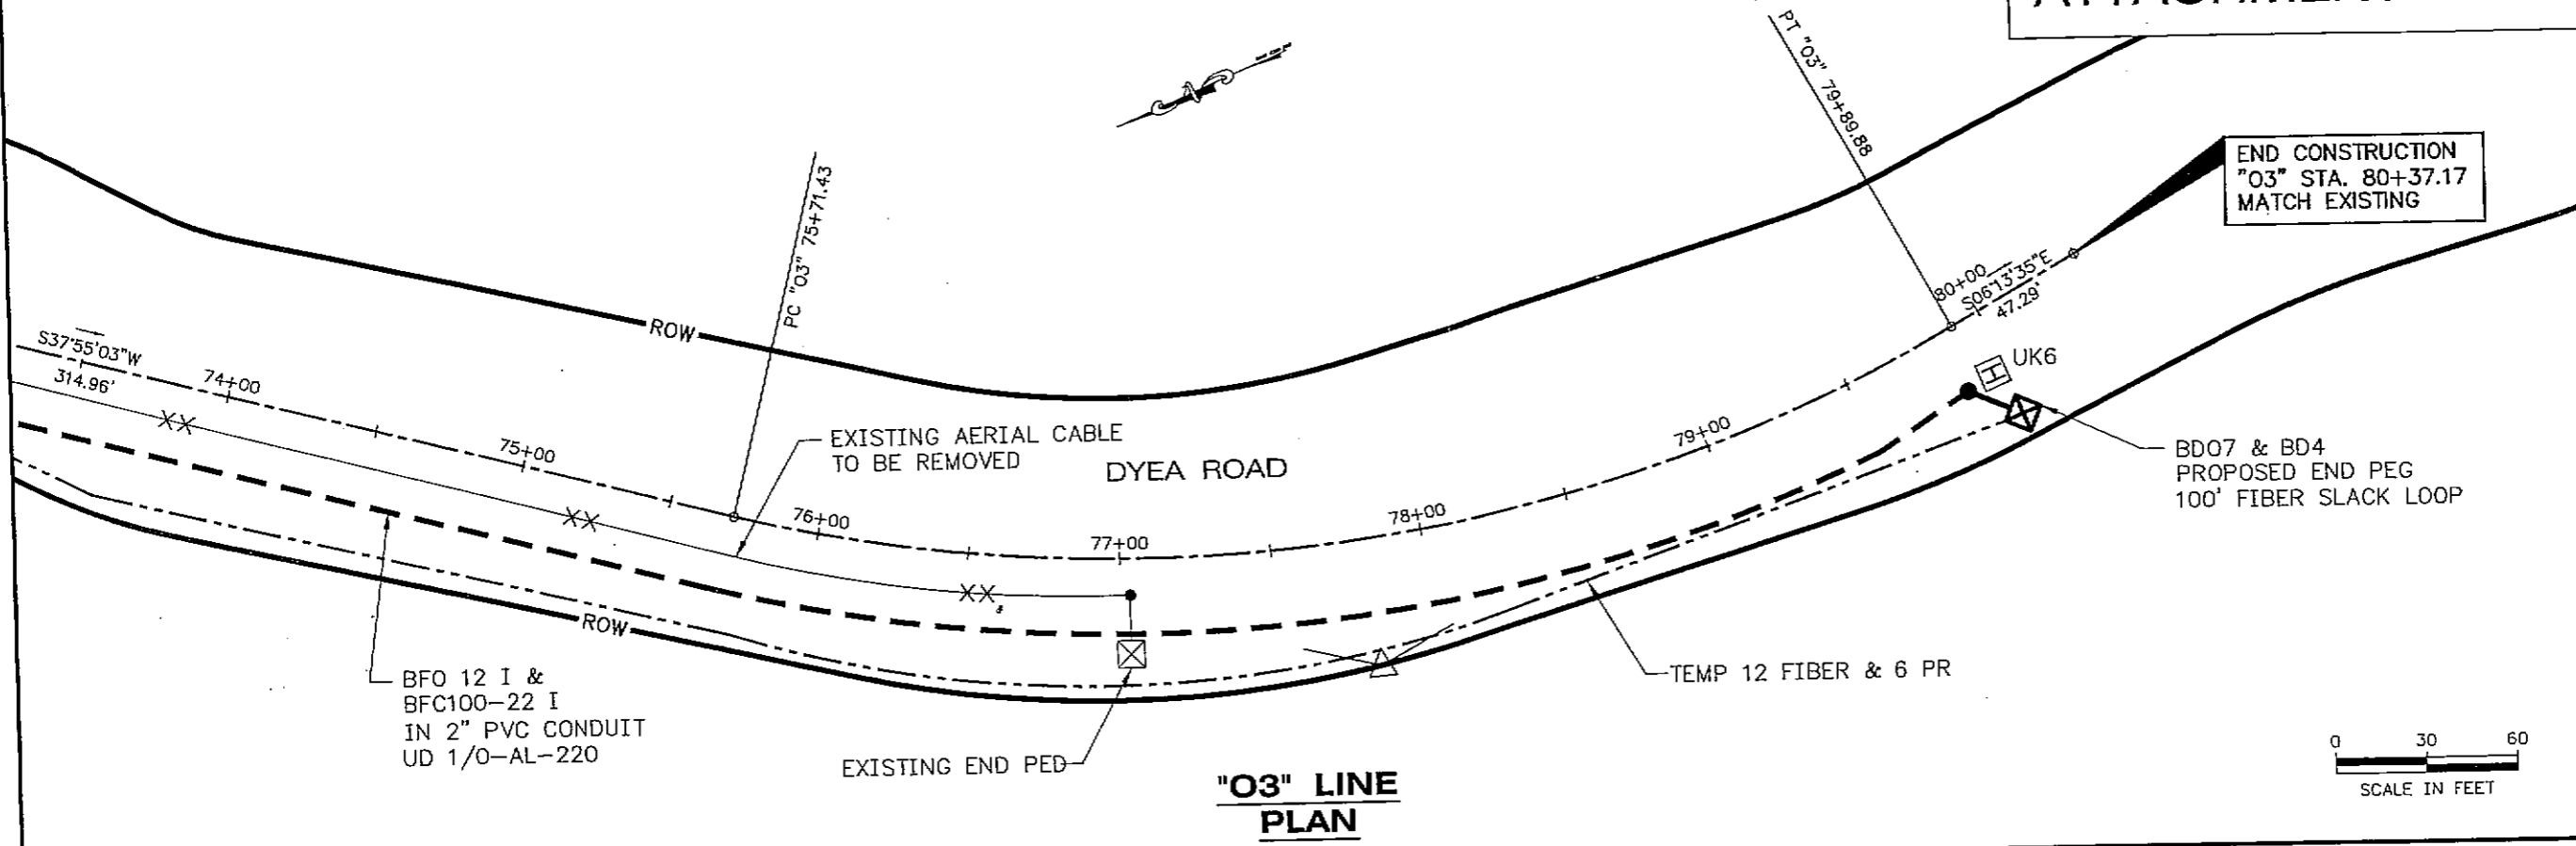 PT "03" 79+89.88
END CONSTRUCTION
"03" STA. 80+37.17
MATCH EXISTING
PC "03" 75+71.43
ROW
S37°55'03"W
314.96'
74+00
75+00
76+00
77+00
78+00
79+00
80+00
S06°13'35"E
47.29'
UK6
EXISTING AERIAL CABLE
TO BE REMOVED
DYEA ROAD
BDO7 & BD4
PROPOSED END PEG
100' FIBER SLACK LOOP
ROW
BFO 12 I &
BFC100-22 I
IN 2" PVC CONDUIT
UD 1/0-AL-220
EXISTING END PED
TEMP 12 FIBER & 6 PR
"O3" LINE
PLAN
0 30 60
SCALE IN FEET